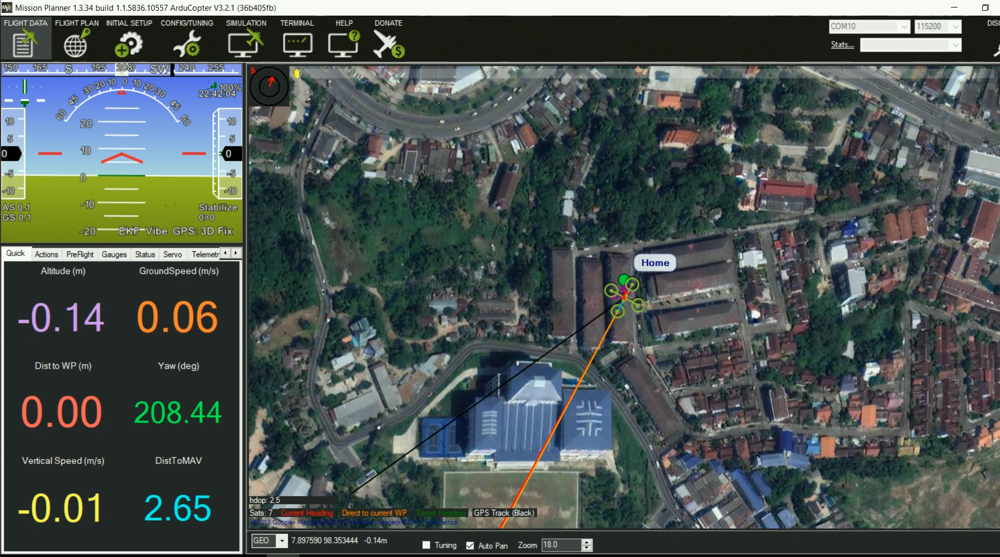 Mission Planner 1.3.34 build 1.1.5836.10557 ArduCopter V3.2.1 (36b405fb)
FLIGHT DATA FLIGHT PLAN INITIAL SETUP CONFIG/TUNING SIMULATION TERMINAL HELP DONATE
COM10 115200
Stats...
150 165 S 195 208 SW 240 255
5
60 45 30 20 10 0 10 20 30 45 60
100%
22:42:04
10 20 10
5 10 5
0 0
-5 0 -5
-10 -10
AS 0.1 -10 Stabilize
GS 0.1 0>0
-20 EKF Vibe GPS: 3D Fix
Quick Actions PreFlight Gauges Status Servo Telemetr
Altitude (m) GroundSpeed (m/s)
-0.14 0.06
Dist to WP (m) Yaw (deg)
0.00 208.44
Vertical Speed (m/s) DistToMAV
-0.01 2.65
Home
hdop: 2.5
Sats: 7 Current Heading Direct to current WP Target Heading GPS Track (Black)
©2018 Google - Map data ©2018 Tele Atlas, Imagery ©2018 TerraMetrics
GEO 7.897590 98.353444 -0.14m
Tuning Auto Pan Zoom 18.0